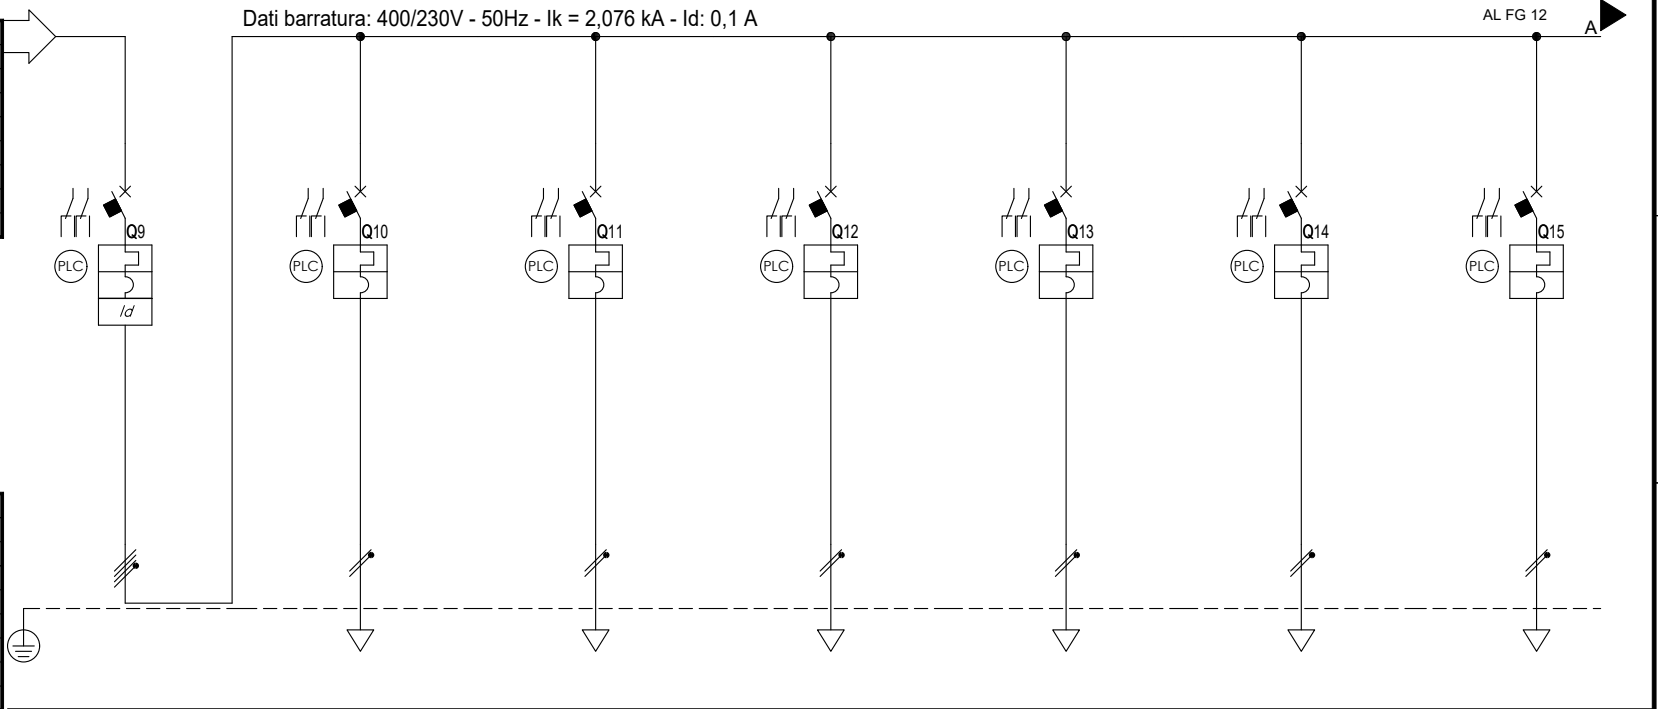 Dati barratura: 400/230V - 50Hz - Ik = 2,076 kA - Id: 0,1 A
AL FG 12
A
Q9
Q10
Q11
Q12
Q13
Q14
Q15
PLC
PLC
PLC
PLC
PLC
PLC
PLC
Id